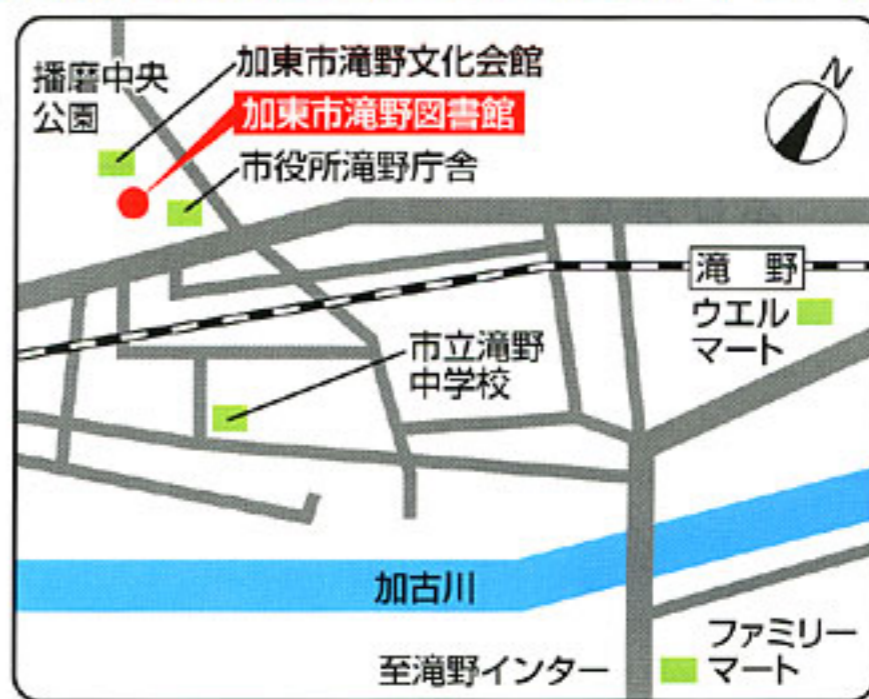 播磨中央
公園
加東市滝野文化会館
加東市滝野図書館
市役所滝野庁舎
N
滝 野
ウエル
マート
市立滝野
中学校
加古川
至滝野インター
ファミリー
マート